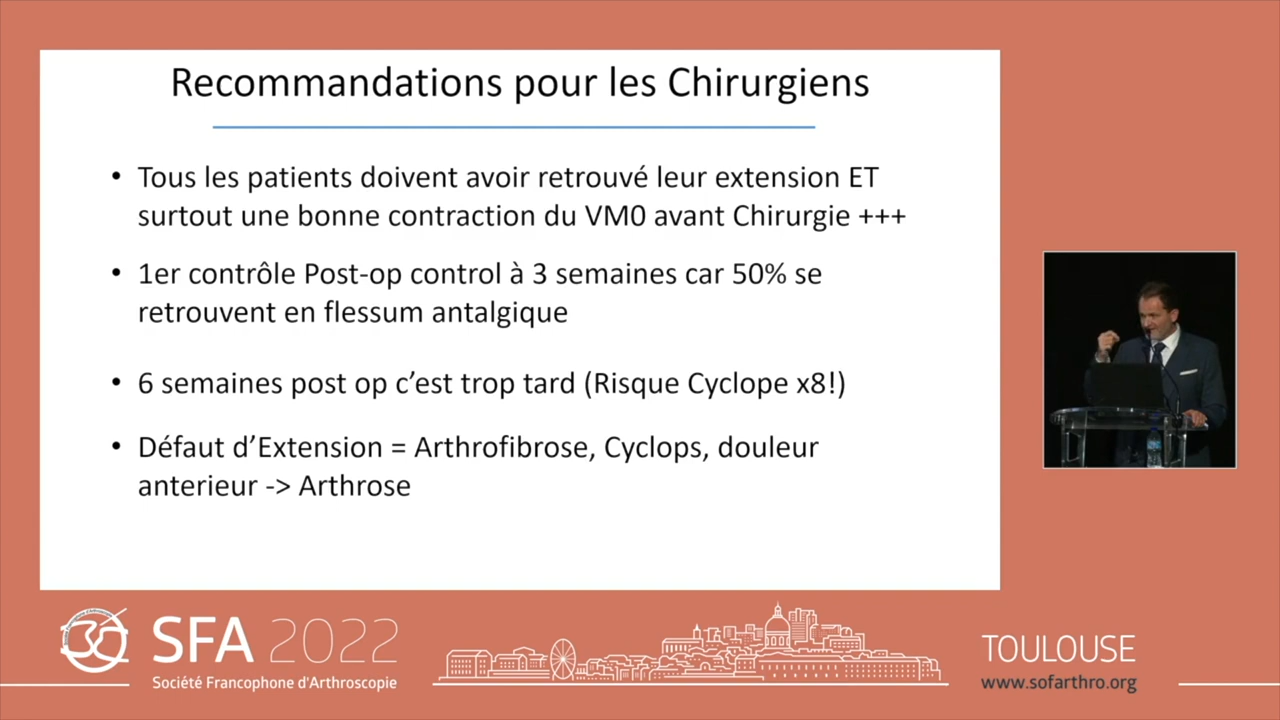 Recommandations pour les Chirurgiens
• Tous les patients doivent avoir retrouvé leur extension ET
surtout une bonne contraction du VM0 avant Chirurgie +++
• 1er contrôle Post-op control à 3 semaines car 50% se
retrouvent en flessum antalgique
• 6 semaines post op c’est trop tard (Risque Cyclope x8!)
• Défaut d’Extension = Arthrofibrose, Cyclops, douleur
anterieur -> Arthrose
30
SFA 2022
Société Francophone d'Arthroscopie
TOULOUSE
www.sofarthro.org